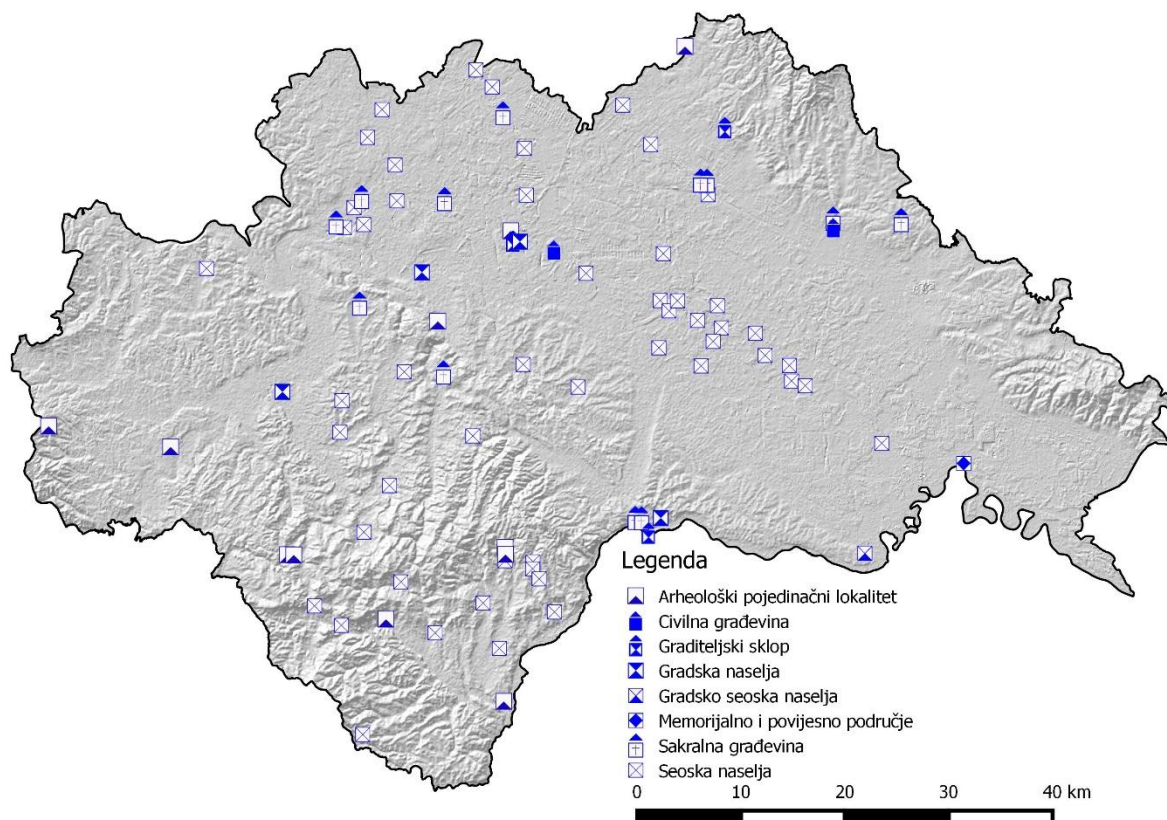 Legenda
Arheološki pojedinačni lokalitet
Civilna građevina
Graditeljski sklop
Gradska naselja
Gradsko seoska naselja
Memorijalno i povijesno područje
Sakralna građevina
Seoska naselja
0 10 20 30 40 km